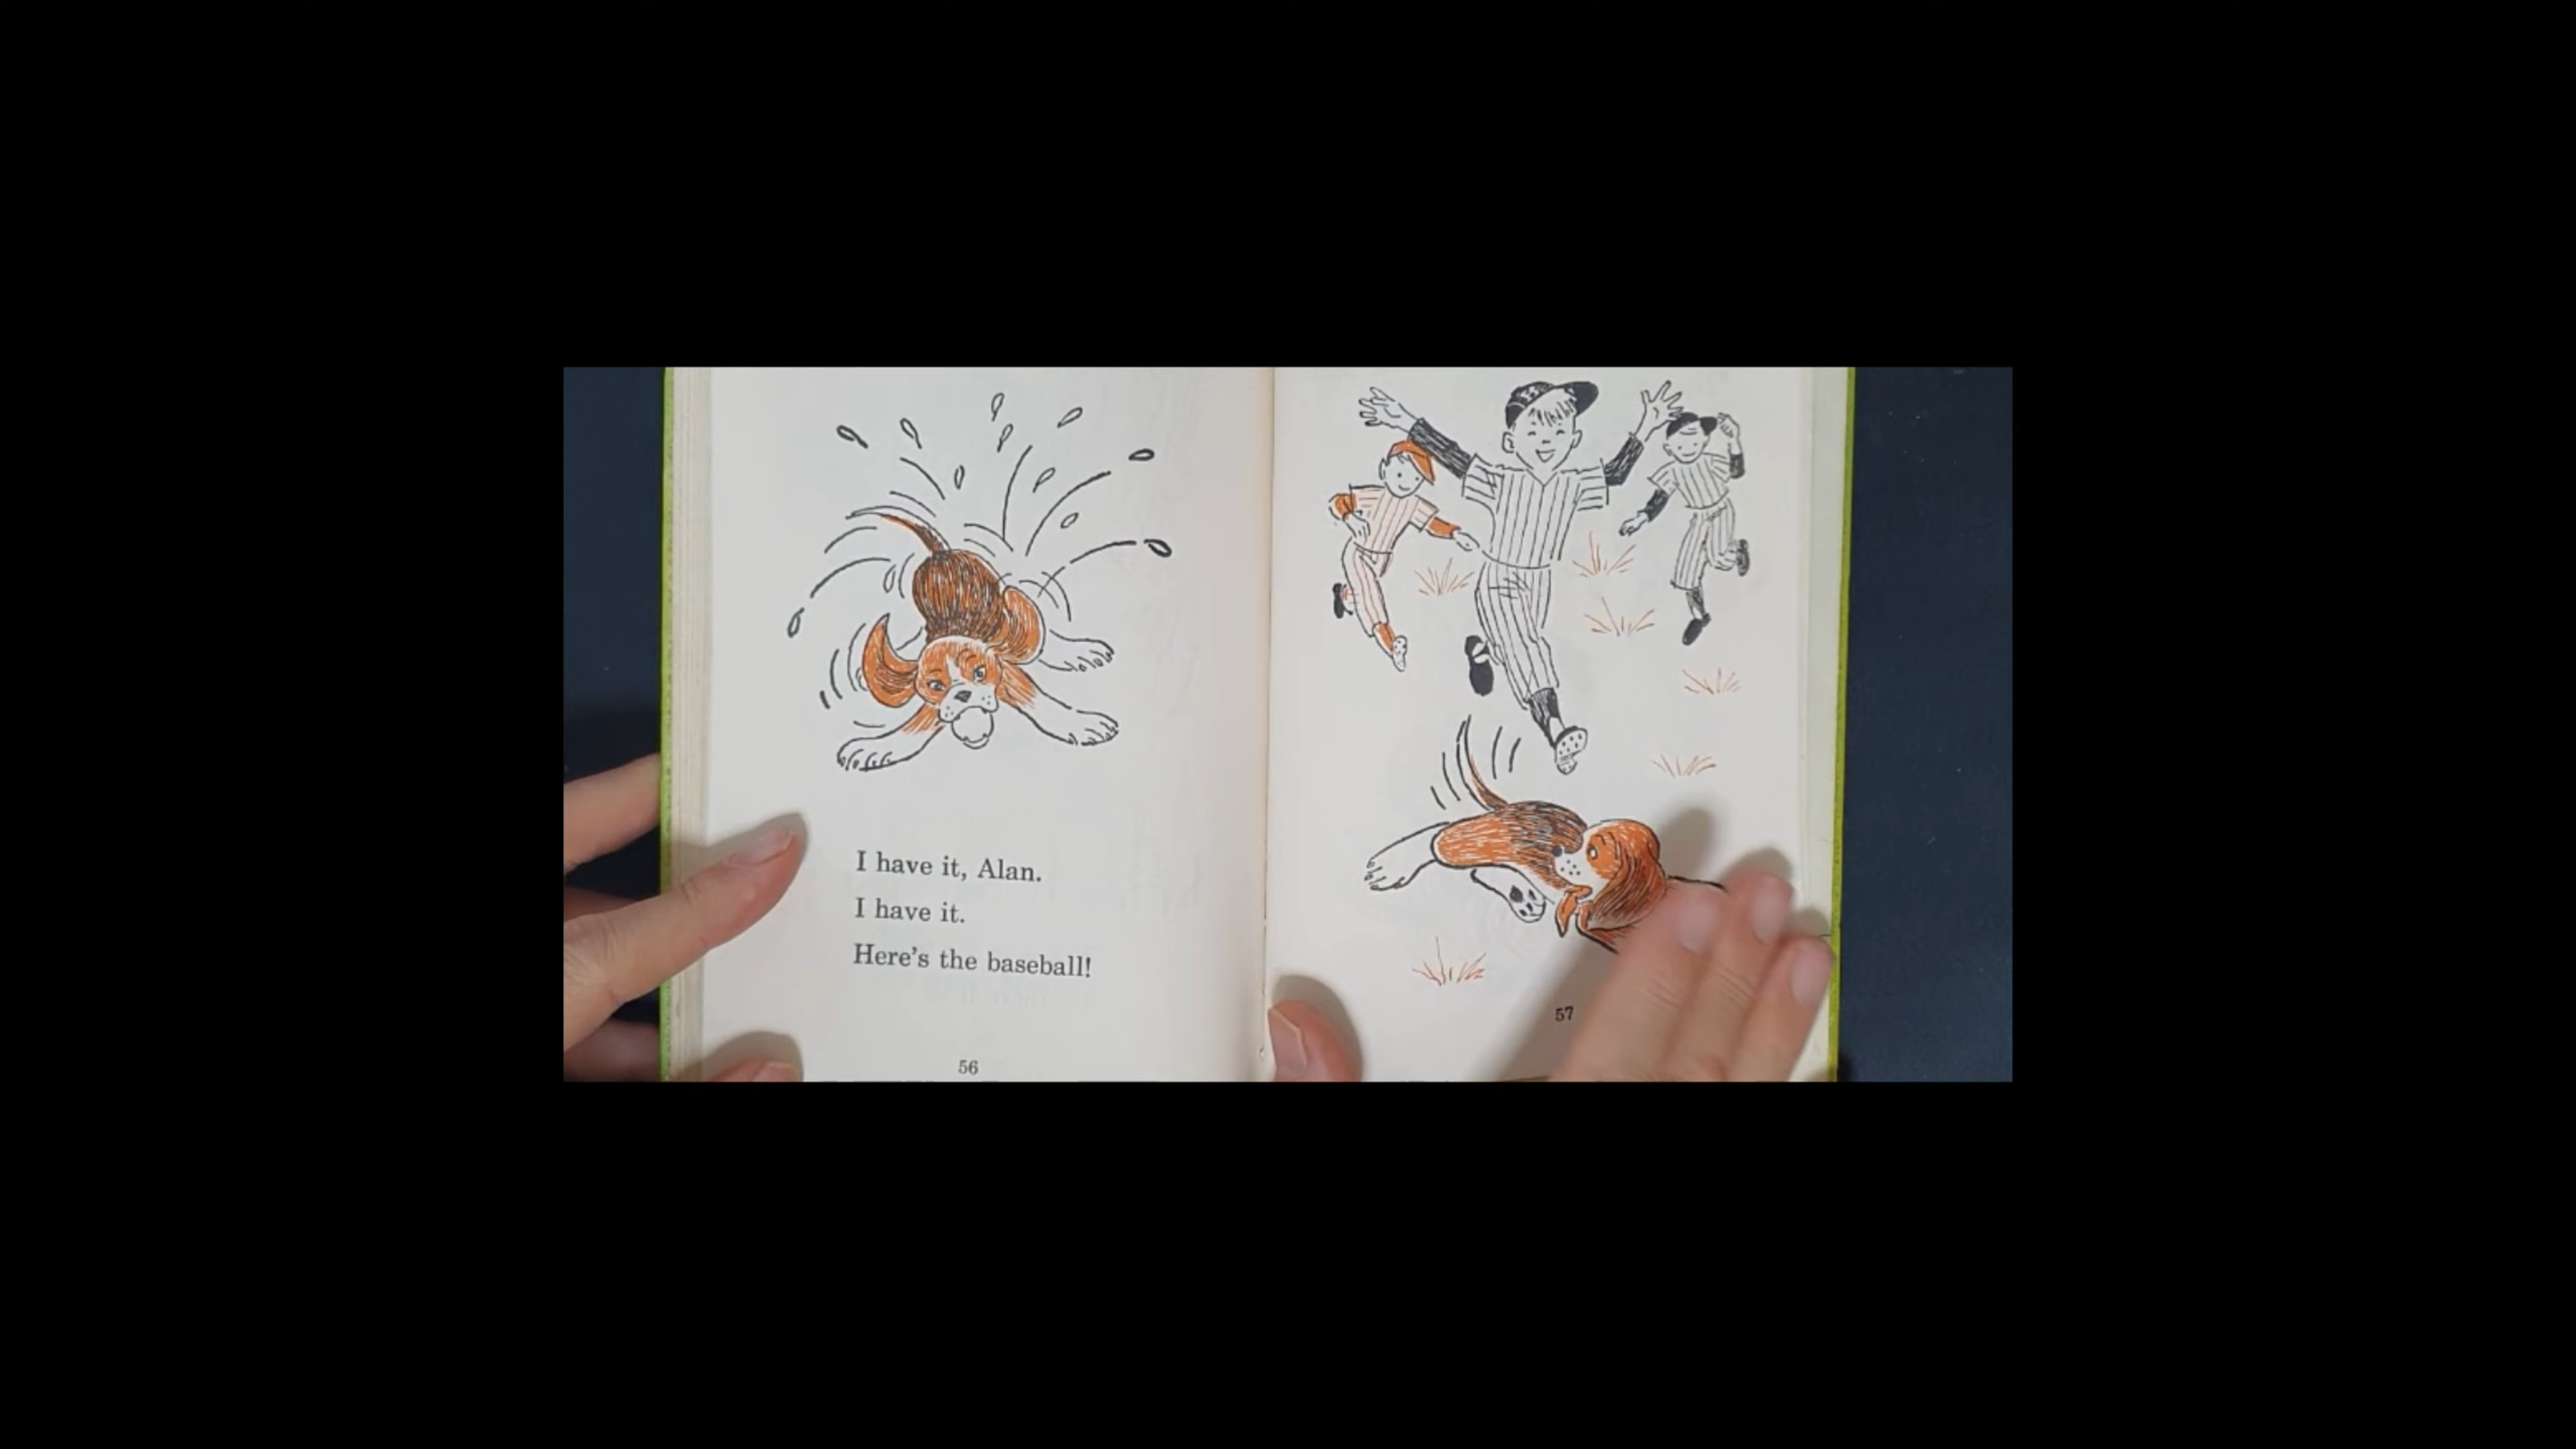 I have it, Alan.
I have it.
Here's the baseball!
56
57